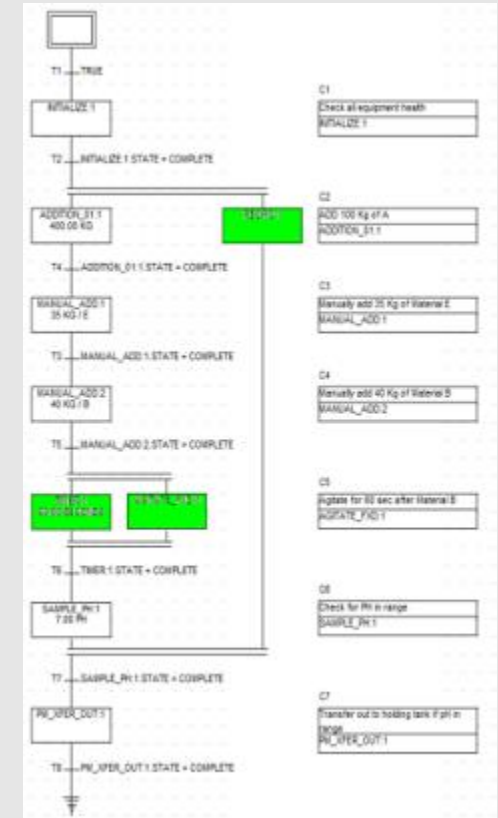 T1 TRUE
INITIALIZE:1
T2 INITIALIZE:1.STATE = COMPLETE
ADDITION_01:1
400.00 KG
T4 ADDITION_01:1.STATE = COMPLETE
MANUAL_ADD:1
35 KG / E
T3 MANUAL_ADD:1.STATE = COMPLETE
MANUAL_ADD:2
40 KG / B
T5 MANUAL_ADD:2.STATE = COMPLETE
TIMER:1
T6 TIMER:1.STATE = COMPLETE
SAMPLE_PH:1
7.00 PH
T7 SAMPLE_PH:1.STATE = COMPLETE
PM_XFER_OUT:1
T8 PM_XFER_OUT:1.STATE = COMPLETE
C1
Check all equipment health
INITIALIZE:1
C2
ADD 100 Kg of A
ADDITION_01:1
C3
Manually add 35 Kg of Material E
MANUAL_ADD:1
C4
Manually add 40 Kg of Material B
MANUAL_ADD:2
C5
Agitate for 60 sec after Material B
AGITATE_FXD:1
C6
Check for PH in range
SAMPLE_PH:1
C7
Transfer out to holding tank if pH in
range
PM_XFER_OUT:1